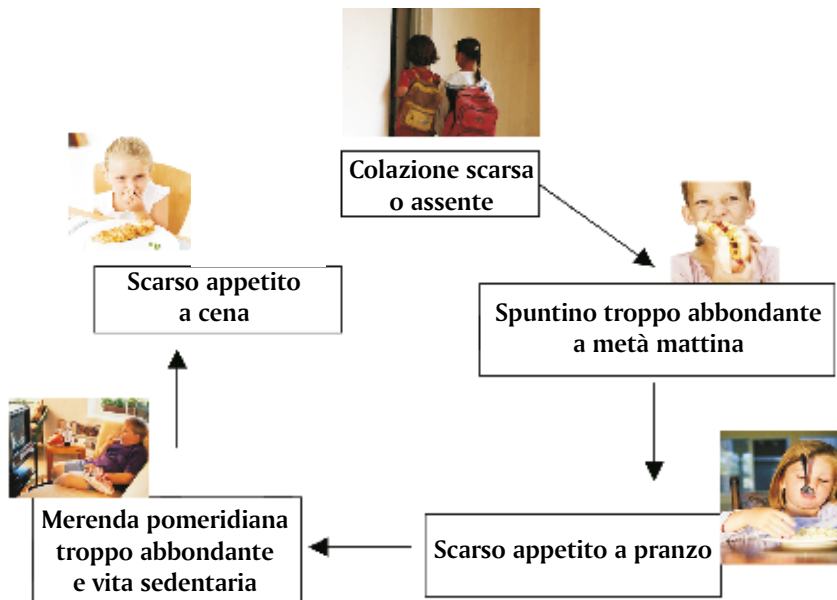 Colazione scarsa
o assente
Spuntino troppo abbondante
a metà mattina
Scarso appetito a pranzo
Merenda pomeridiana
troppo abbondante
e vita sedentaria
Scarso appetito
a cena